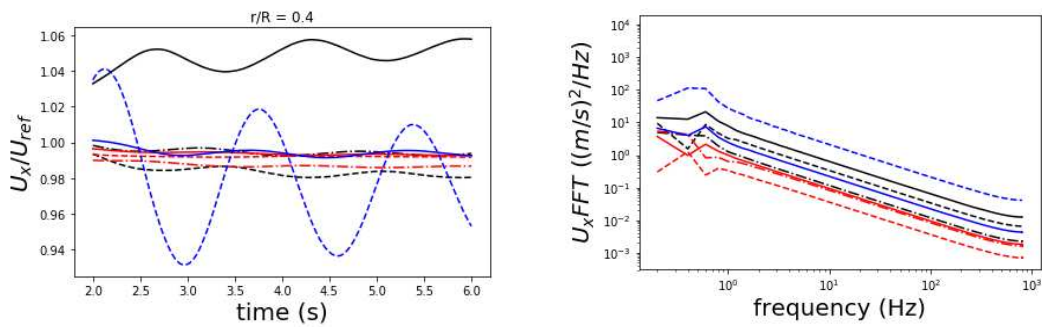 r/R = 0.4
U_x/U_ref
1.06
1.04
1.02
1.00
0.98
0.96
0.94
2.0 2.5 3.0 3.5 4.0 4.5 5.0 5.5 6.0
time (s)
U_xFFT ((m/s)^2/Hz)
10^4
10^3
10^2
10^1
10^0
10^-1
10^-2
10^-3
10^0 10^1 10^2 10^3
frequency (Hz)